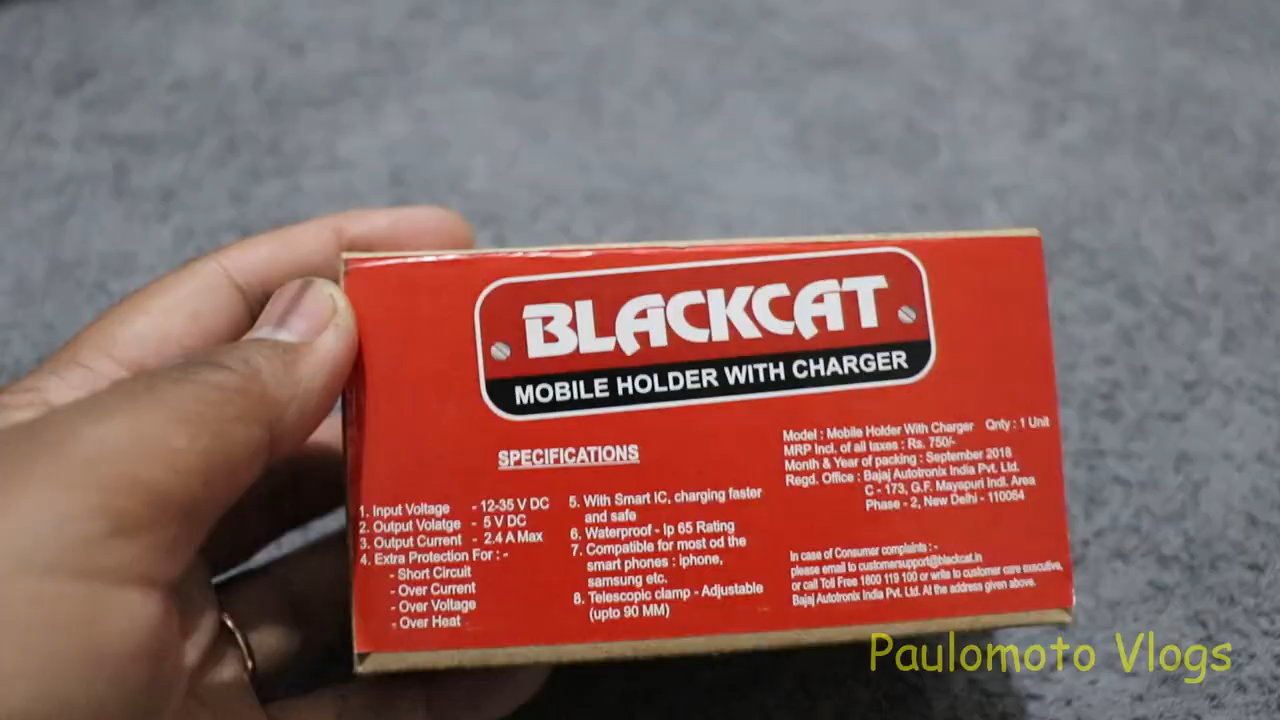 BLACKCAT
MOBILE HOLDER WITH CHARGER
SPECIFICATIONS
1. Input Voltage - 12-35 V DC
2. Output Volatge - 5 V DC
3. Output Current - 2.4 A Max
4. Extra Protection For : -
- Short Circuit
- Over Current
- Over Voltage
- Over Heat
5. With Smart IC, charging faster
and safe
6. Waterproof - Ip 65 Rating
7. Compatible for most od the
smart phones : iphone,
samsung etc.
8. Telescopic clamp - Adjustable
(upto 90 MM)
Model : Mobile Holder With Charger Qnty : 1 Unit
MRP Incl. of all taxes : Rs. 750/-
Month & Year of packing : September 2018
Regd. Office : Bajaj Autotronix India Pvt. Ltd.
C - 173, G.F. Mayapuri Indl. Area
Phase - 2, New Delhi - 110064
In case of Consumer complaints : -
please email to customersupport@blackcat.in
or call Toll Free 1800 119 100 or write to customer care executive,
Bajaj Autotronix India Pvt. Ltd. At the address given above.
Paulomoto Vlogs